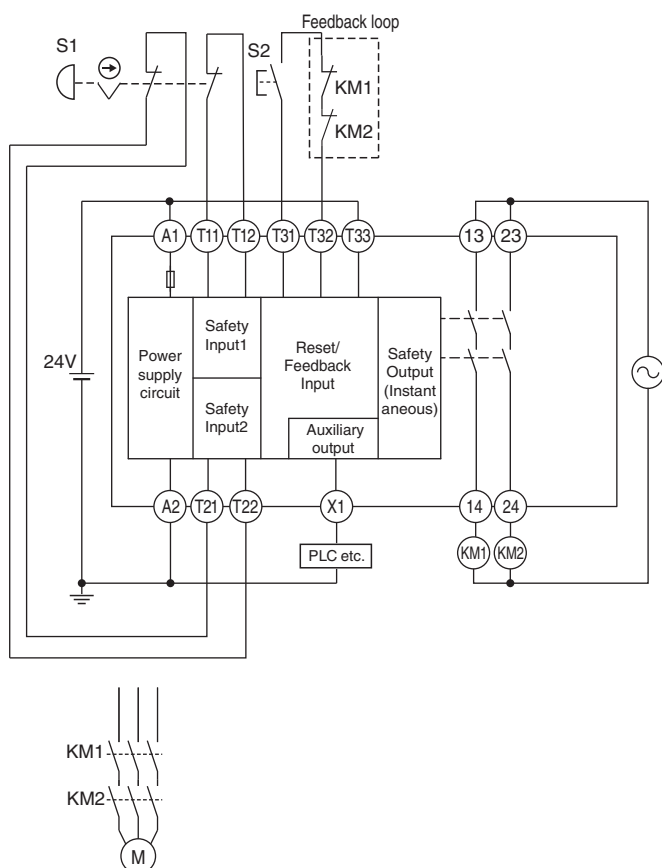 Feedback loop
S1
S2
KM1
KM2
A1
T11
T12
T31
T32
T33
13
23
24V
Power
supply
circuit
Safety
Input1
Safety
Input2
Reset/
Feedback
Input
Auxiliary
output
Safety
Output
(Instant
aneous)
A2
T21
T22
X1
14
24
PLC etc.
KM1
KM2
KM1
KM2
M